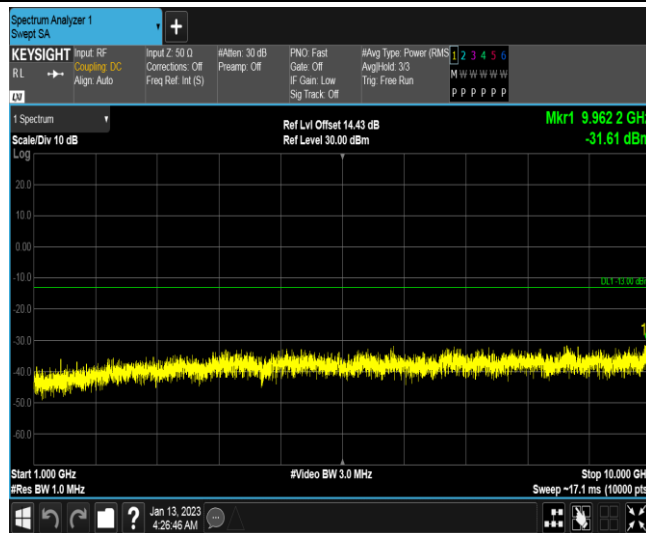 Spectrum Analyzer 1
Swept SA
KEYSIGHT
RL
LXI
Input: RF
Coupling: DC
Align: Auto
Input Z: 50 Ω
Corrections: Off
Freq Ref: Int (S)
#Atten: 30 dB
Preamp: Off
PNO: Fast
Gate: Off
IF Gain: Low
Sig Track: Off
#Avg Type: Power (RMS
Avg|Hold: 3/3
Trig: Free Run
1 2 3 4 5 6
M W W W W W
P P P P P P
1 Spectrum
Scale/Div 10 dB
Ref Lvl Offset 14.43 dB
Ref Level 30.00 dBm
Mkr1 9.962 2 GHz
-31.61 dBm
Log
20.0
10.0
0.00
-10.0
DL1 -13.00 dBm
-20.0
-30.0
1
-40.0
-50.0
-60.0
Start 1.000 GHz
#Res BW 1.0 MHz
#Video BW 3.0 MHz
Stop 10.000 GHz
Sweep ~17.1 ms (10000 pts)
?
Jan 13, 2023
4:26:46 AM